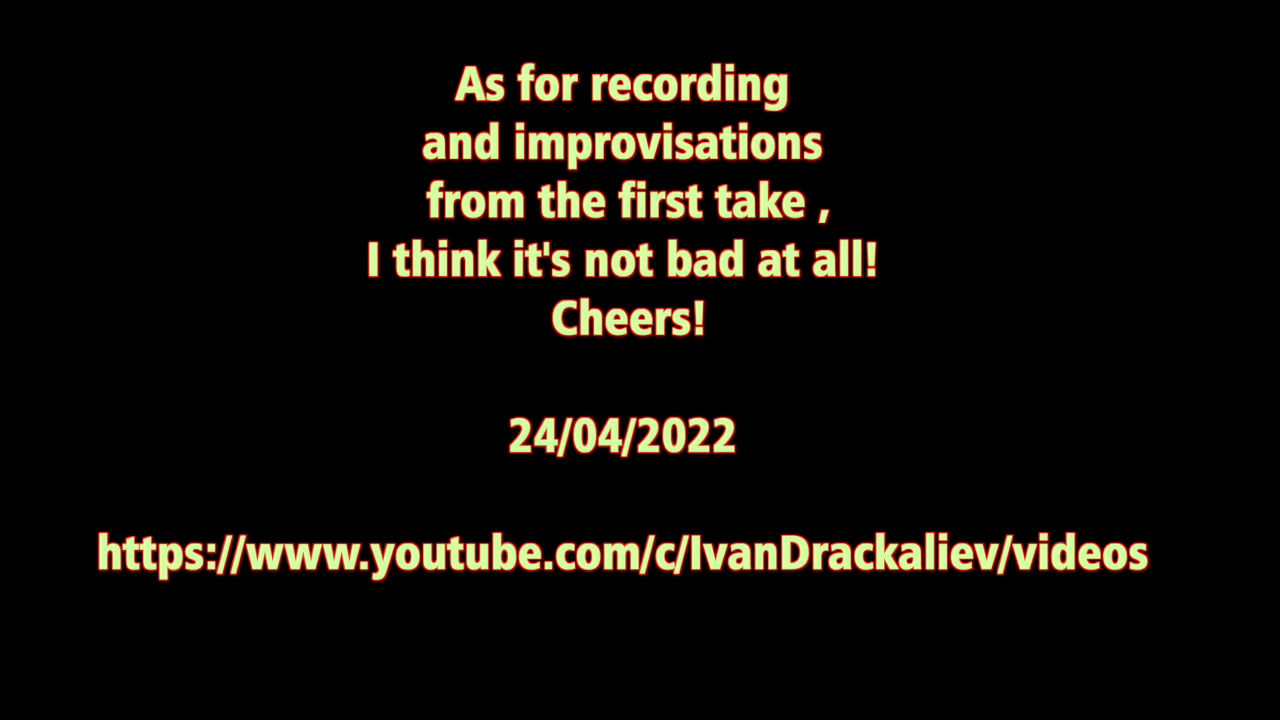 As for recording
and improvisations
from the first take ,
I think it's not bad at all!
Cheers!
24/04/2022
https://www.youtube.com/c/IvanDrackaliev/videos